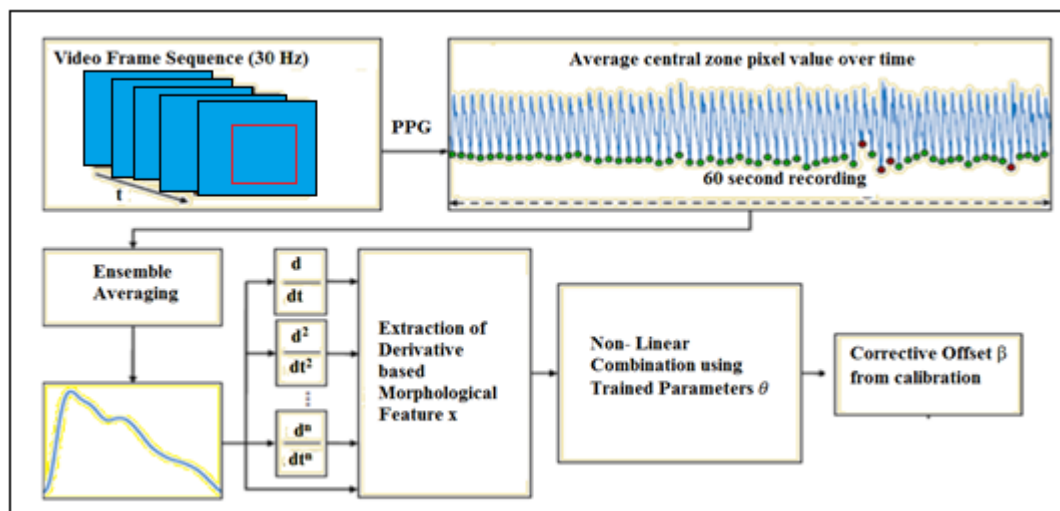 Video Frame Sequence (30 Hz)
t
PPG
Average central zone pixel value over time
60 second recording
Ensemble
Averaging
d
dt
d²
dt²
...
dⁿ
dtⁿ
Extraction of
Derivative
based
Morphological
Feature x
Non- Linear
Combination using
Trained Parameters θ
Corrective Offset β
from calibration